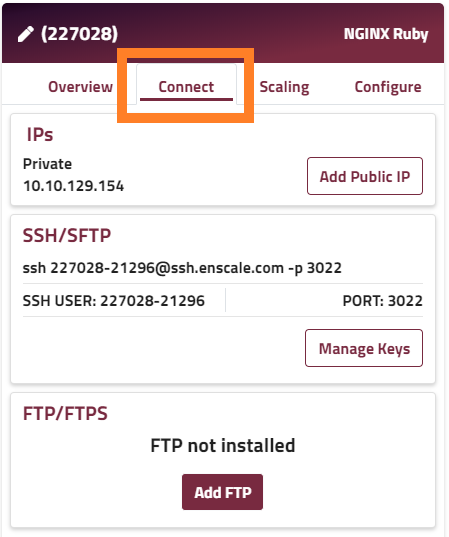 (227028) NGINX Ruby
Overview Connect Scaling Configure
IPs
Private
10.10.129.154
Add Public IP
SSH/SFTP
ssh 227028-21296@ssh.enscale.com -p 3022
SSH USER: 227028-21296 PORT: 3022
Manage Keys
FTP/FTPS
FTP not installed
Add FTP